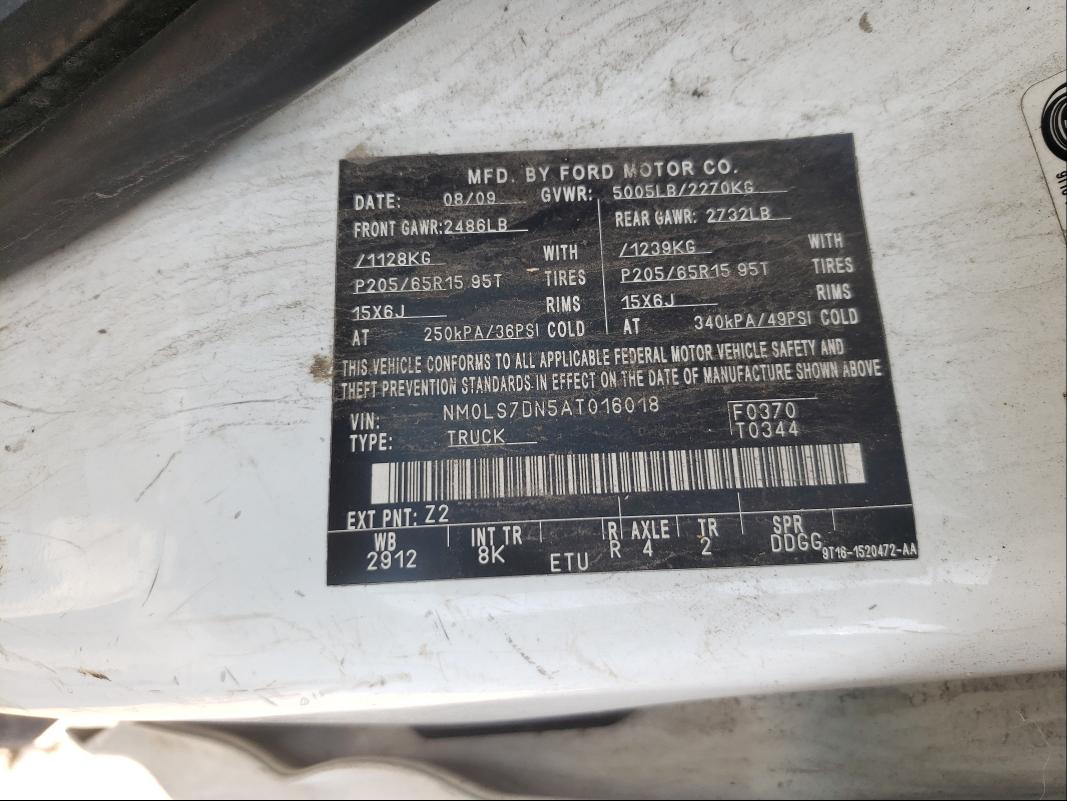 MFD. BY FORD MOTOR CO.
DATE: 08/09 GVWR: 5005LB/2270KG
FRONT GAWR:2486LB REAR GAWR: 2732LB
/1128KG WITH /1239KG WITH
P205/65R15 95T TIRES P205/65R15 95T TIRES
15X6J RIMS 15X6J RIMS
AT 250kPA/36PSI COLD AT 340kPA/49PSI COLD
THIS VEHICLE CONFORMS TO ALL APPLICABLE FEDERAL MOTOR VEHICLE SAFETY AND
THEFT PREVENTION STANDARDS IN EFFECT ON THE DATE OF MANUFACTURE SHOWN ABOVE
VIN: NM0LS7DN5AT016018 F0370
TYPE: TRUCK T0344
EXT PNT: Z2
WB INT TR R AXLE TR SPR
2912 8K ETU R 4 2 DDGG 9T16-1520472-AA